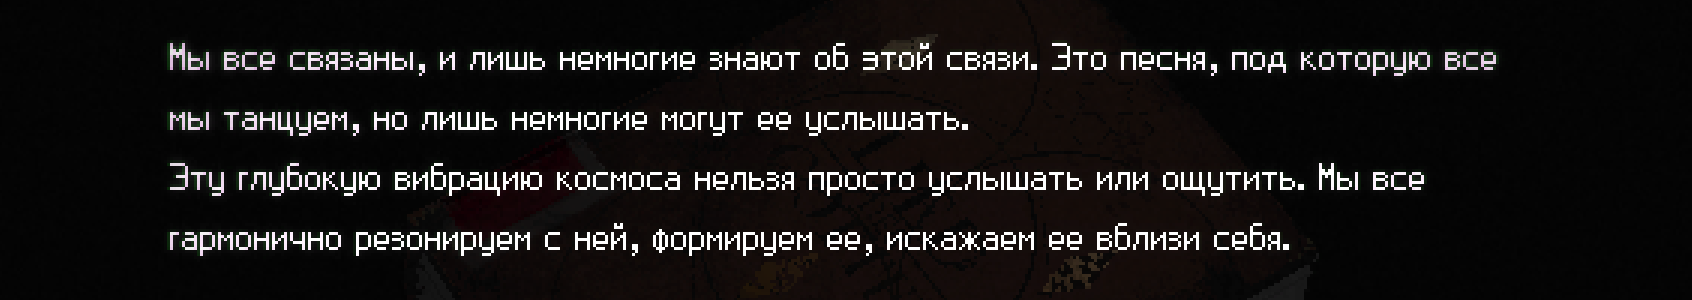 Мы все связаны, и лишь немногие знают об этой связи. Это песня, под которую все
мы танцуем, но лишь немногие могут ее услышать.
Эту глубокую вибрацию космоса нельзя просто услышать или ощутить. Мы все
гармонично резонируем с ней, формируем ее, искажаем ее вблизи себя.